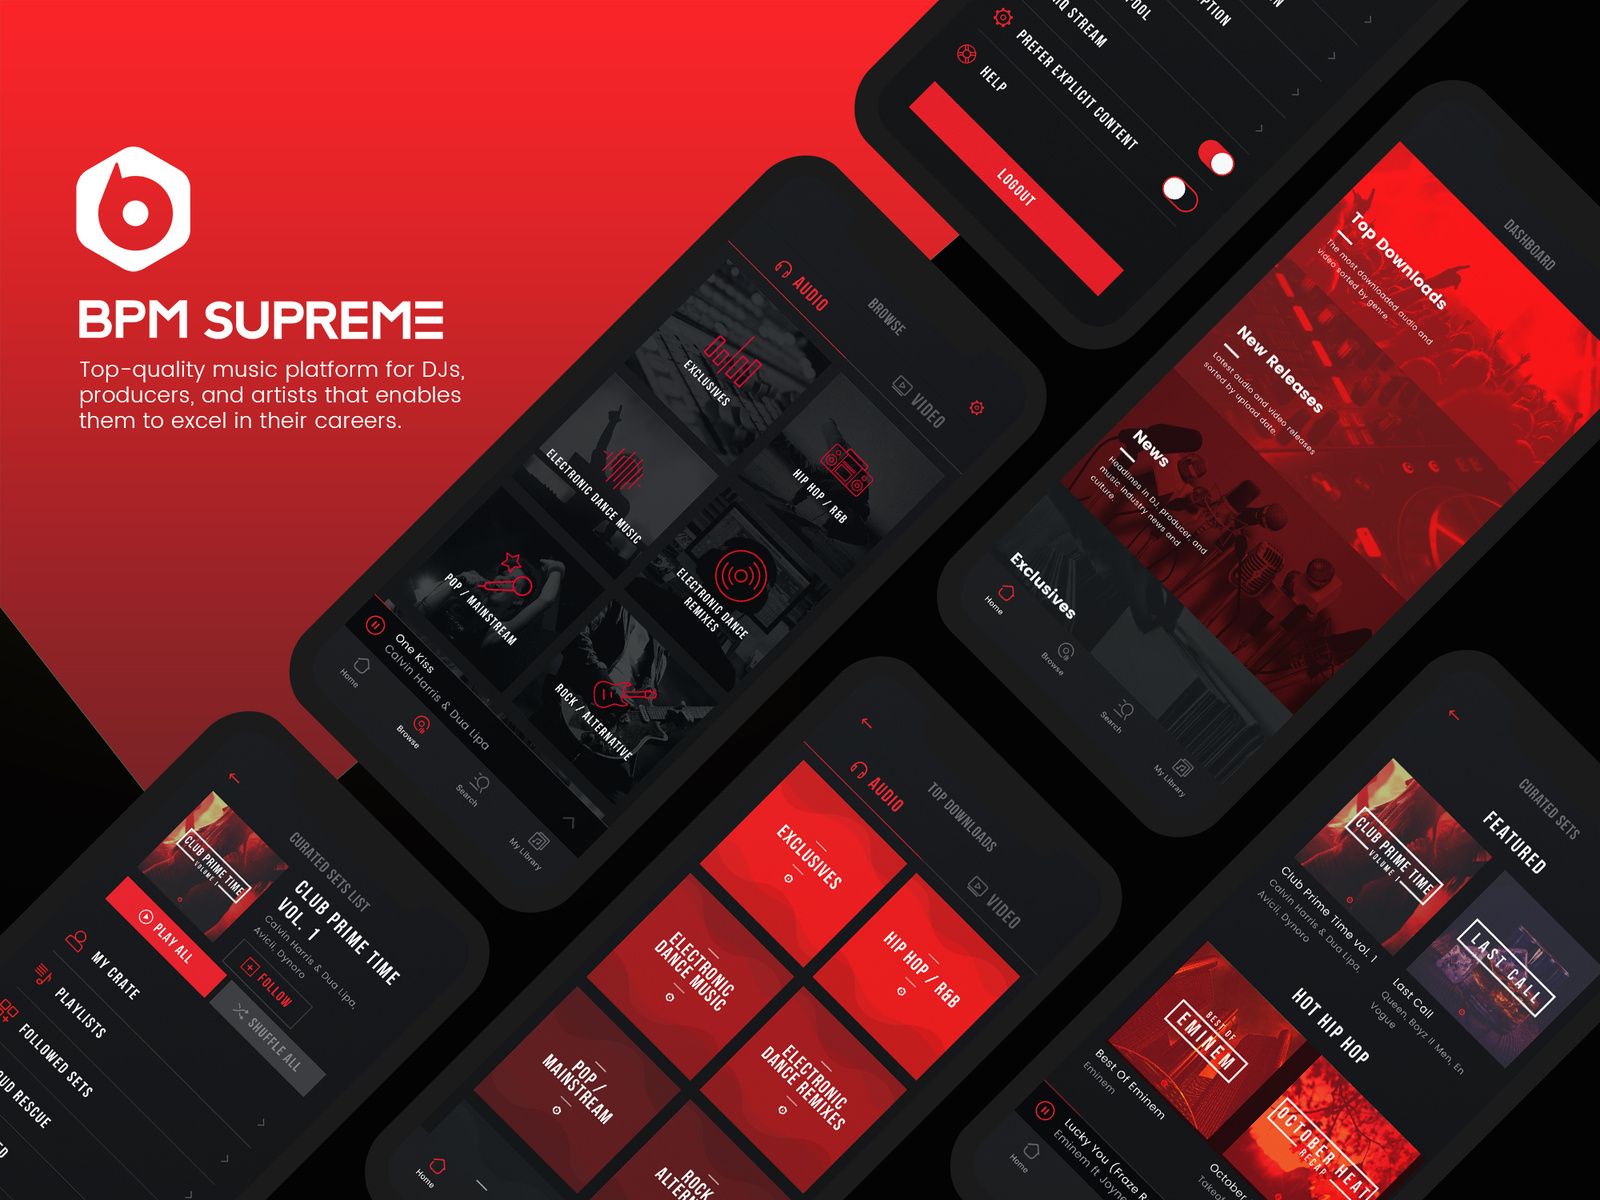 BPM SUPREME
Top-quality music platform for DJs,
producers, and artists that enables
them to excel in their careers.
HQ STREAM
PREFER EXPLICIT CONTENT
HELP
LOGOUT
BROWSE
AUDIO
VIDEO
EXCLUSIVES
HIP HOP / R&B
ELECTRONIC DANCE MUSIC
ELECTRONIC DANCE
REMIXES
POP / MAINSTREAM
ROCK / ALTERNATIVE
One Kiss
Calvin Harris & Dua Lipa
Home
Browse
Search
My Library
DASHBOARD
Top Downloads
The most downloaded audio and
video sorted by genre.
New Releases
Latest audio and video releases
sorted by upload date.
News
Headlines in DJ, producer, and
music industry news and
culture.
Exclusives
Home
Browse
Search
My Library
CURATED SETS LIST
CLUB PRIME TIME
VOLUME 1
CLUB PRIME TIME
VOL. 1
Calvin Harris & Dua Lipa,
Avicii, Dynoro
FOLLOW
PLAY ALL
SHUFFLE ALL
MY CRATE
PLAYLISTS
FOLLOWED SETS
RESCUE
TOP DOWNLOADS
AUDIO
VIDEO
EXCLUSIVES
HIP HOP / R&B
ELECTRONIC
DANCE MUSIC
ELECTRONIC
DANCE REMIXES
POP /
MAINSTREAM
ROCK
Home
CURATED SETS
FEATURED
CLUB PRIME TIME
VOLUME 1
Club Prime Time vol. 1
Calvin Harris & Dua Lipa,
Avicii, Dynoro
LAST CALL
Last Call
Queen, Boyz II Men, En
Vogue
HOT HIP HOP
BEST OF
EMINEM
Best Of Eminem
Eminem
OCTOBER HEAT
RECAP
October
Lucky You (Fraze R
Eminem ft Joyne
Home